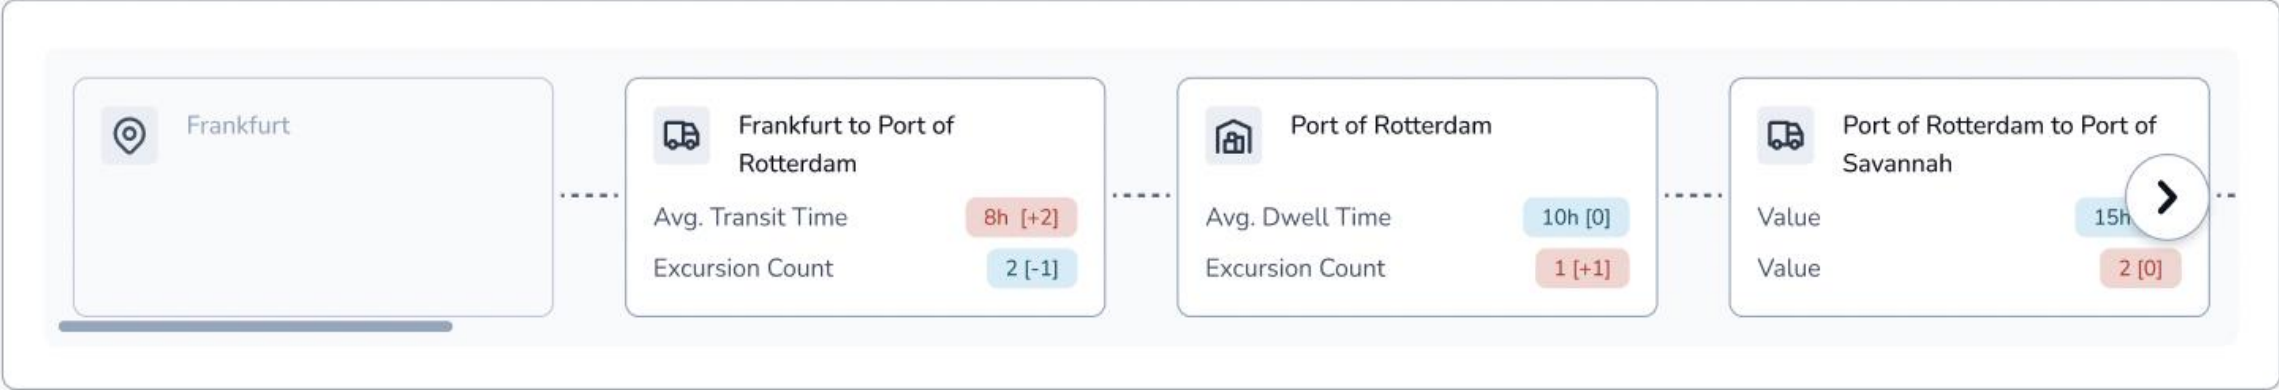 Frankfurt
Frankfurt to Port of
Rotterdam
Avg. Transit Time 8h [+2]
Excursion Count 2 [-1]
Port of Rotterdam
Avg. Dwell Time 10h [0]
Excursion Count 1 [+1]
Port of Rotterdam to Port of
Savannah
Value 15h
Value 2 [0]